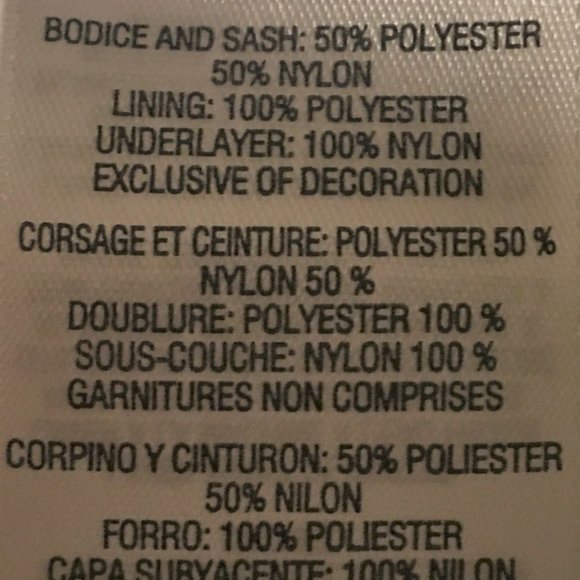 BODICE AND SASH: 50% POLYESTER
50% NYLON
LINING: 100% POLYESTER
UNDERLAYER: 100% NYLON
EXCLUSIVE OF DECORATION
CORSAGE ET CEINTURE: POLYESTER 50 %
NYLON 50 %
DOUBLURE: POLYESTER 100 %
SOUS-COUCHE: NYLON 100 %
GARNITURES NON COMPRISES
CORPINO Y CINTURON: 50% POLIESTER
50% NILON
FORRO: 100% POLIESTER
CAPA SUBYACENTE: 100% NILON